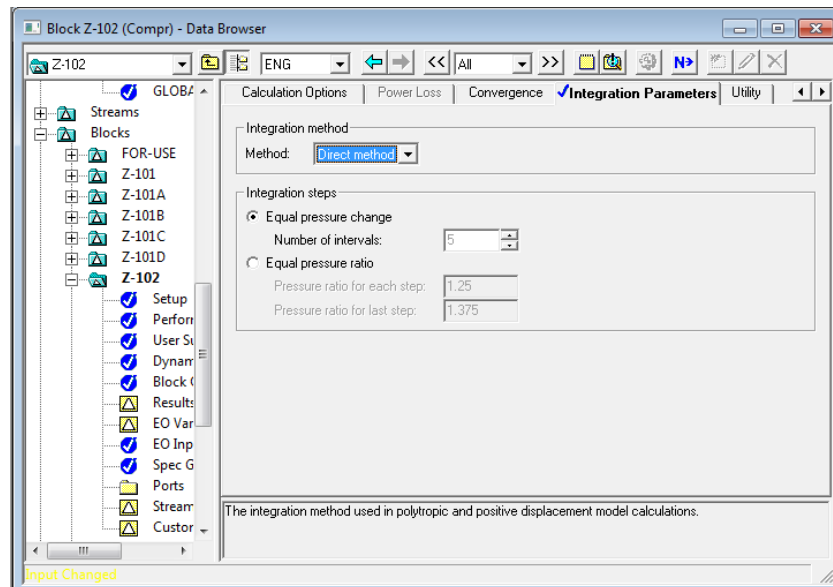 Block Z-102 (Compr) - Data Browser
Z-102
ENG
<<
All
>>
N>
GLOBA
Streams
Blocks
FOR-USE
Z-101
Z-101A
Z-101B
Z-101C
Z-101D
Z-102
Setup
Perforr
User Su
Dynam
Block (
Results
EO Var
EO Inp
Spec G
Ports
Stream
Custor
Calculation Options
Power Loss
Convergence
Integration Parameters
Utility
Integration method
Method:
Direct method
Integration steps
Equal pressure change
Number of intervals:
5
Equal pressure ratio
Pressure ratio for each step:
1.25
Pressure ratio for last step:
1.375
The integration method used in polytropic and positive displacement model calculations.
Input Changed